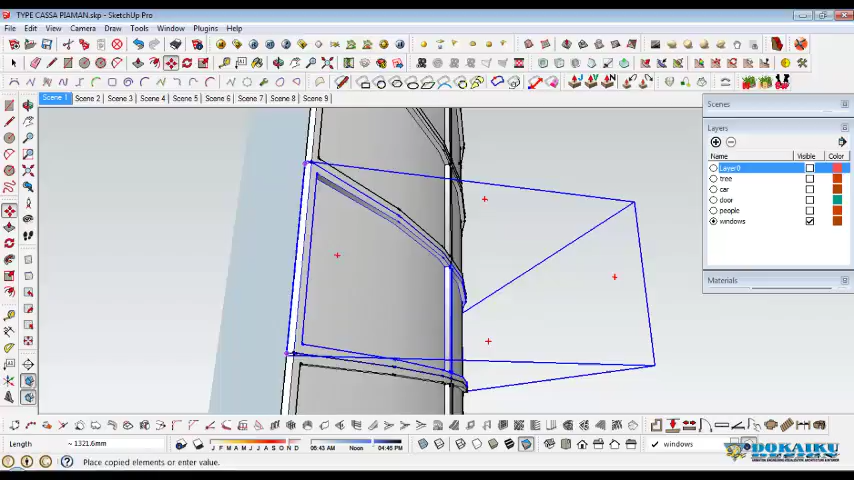 TYPE CASSA PIAMAN.skp - SketchUp Pro
File Edit View Camera Draw Tools Window Plugins Help
Scene 1 Scene 2 Scene 3 Scene 4 Scene 5 Scene 6 Scene 7 Scene 8 Scene 9
Scenes
Layers
Name Visible Color
Layer0
tree
car
door
people
windows
Materials
J F M A M J J A S O N D
06:43 AM Noon 04:46 PM
windows
Length ~ 1321.6mm
DOKAIKU
Place copied elements or enter value.